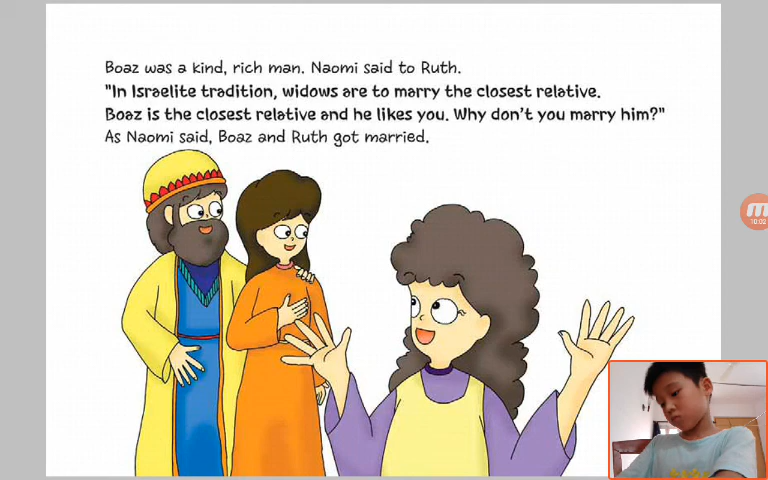 Boaz was a kind, rich man. Naomi said to Ruth.
"In Israelite tradition, widows are to marry the closest relative.
Boaz is the closest relative and he likes you. Why don't you marry him?"
As Naomi said, Boaz and Ruth got married.
M
10:02